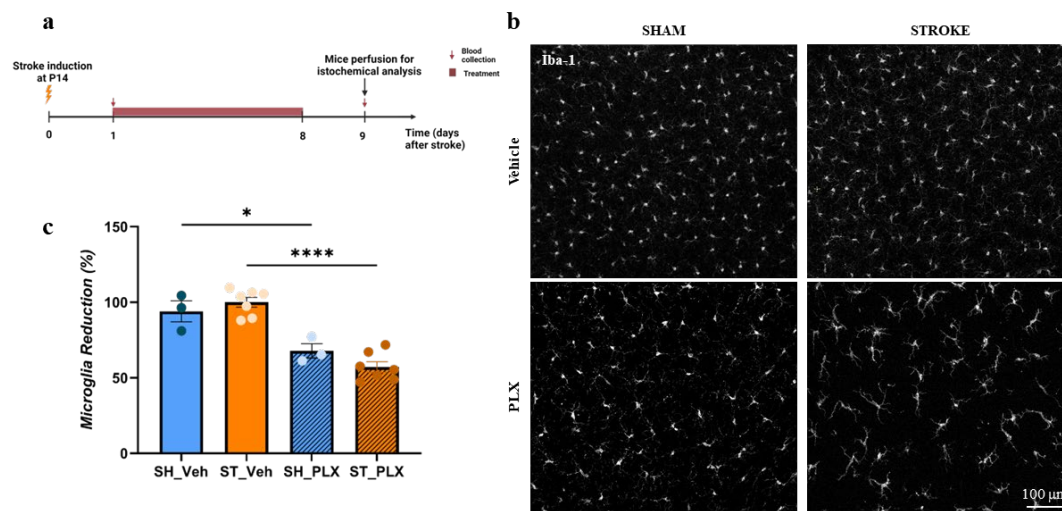 a
Stroke induction
at P14
Mice perfusion for
istochemical analysis
Blood
collection
Treatment
0
1
8
9
Time (days
after stroke)
b
SHAM
STROKE
Iba-1
Vehicle
PLX
100 µm
c
Microglia Reduction (%)
150
100
50
0
*
****
SH_Veh
ST_Veh
SH_PLX
ST_PLX